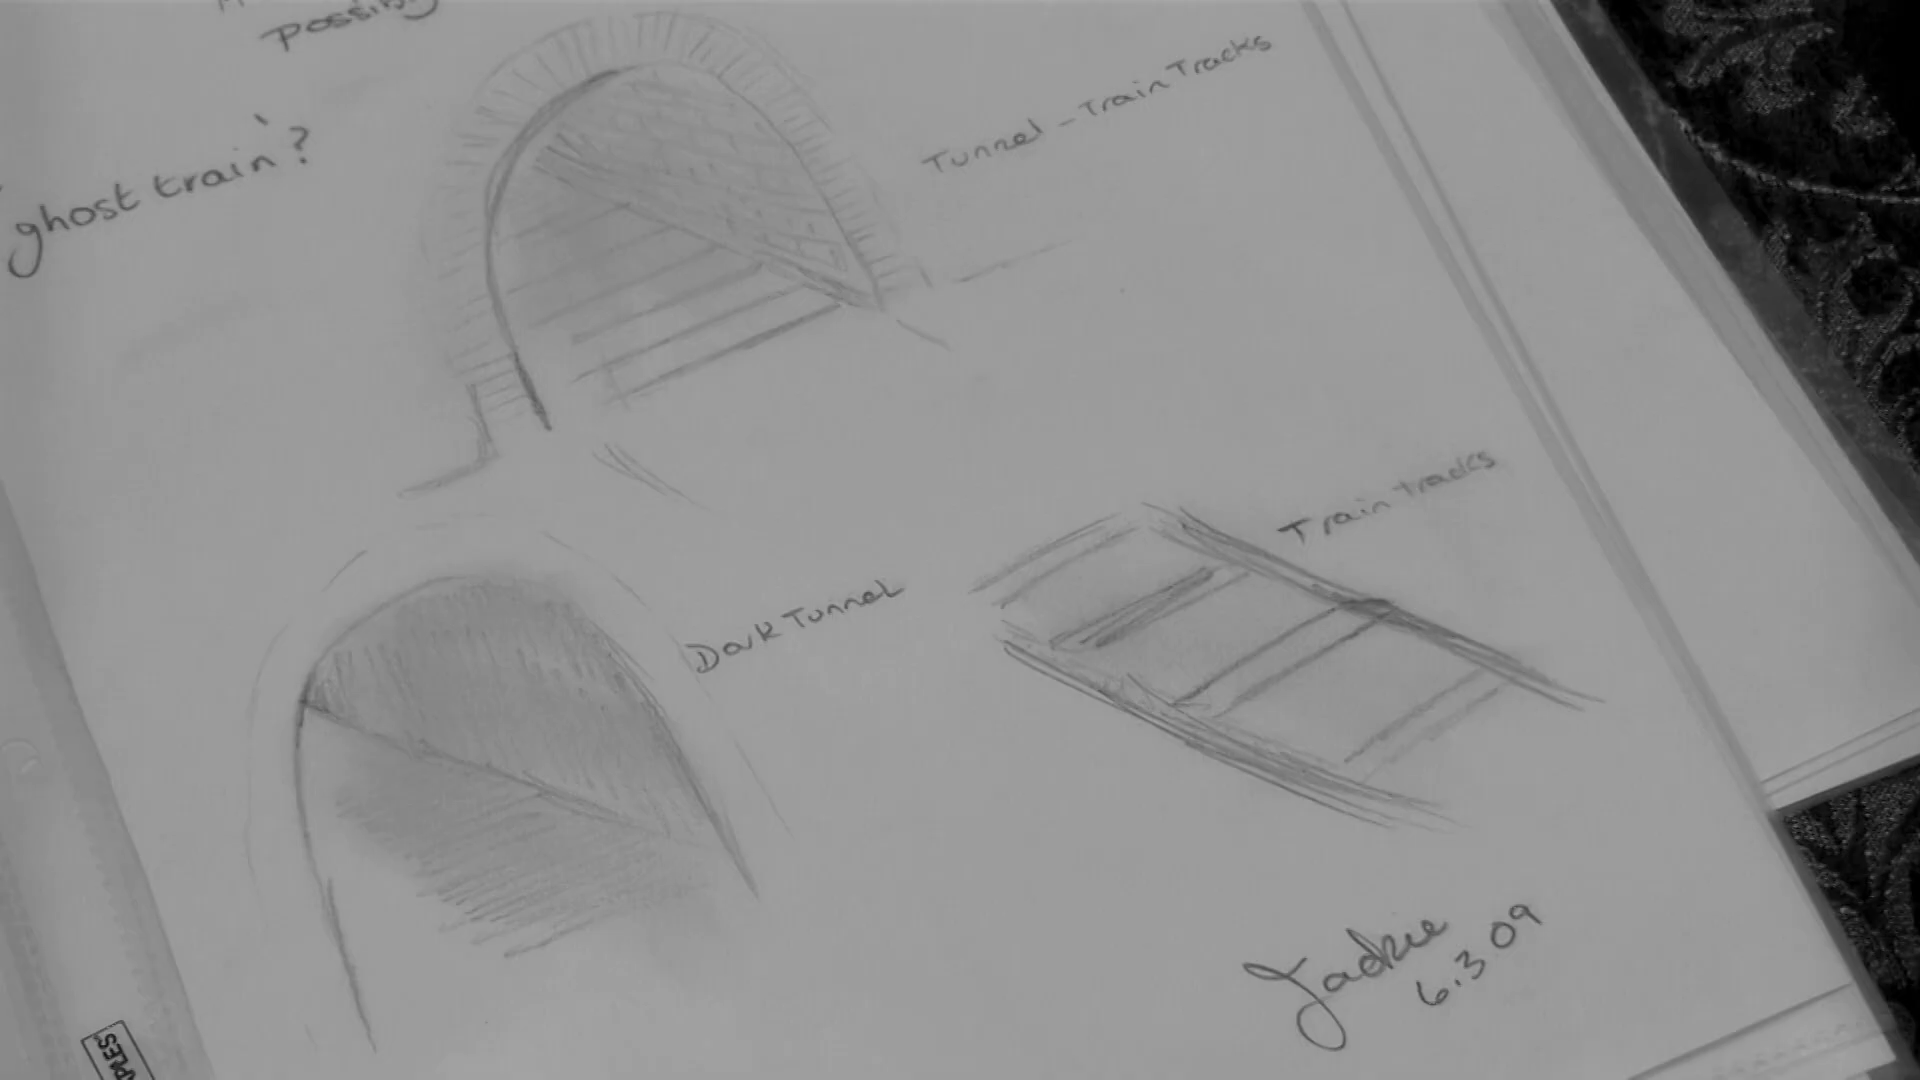 possibly
Tunnel - Train Tracks
'ghost train'?
Train tracks
Dark Tunnel
Jackie
6.3.09